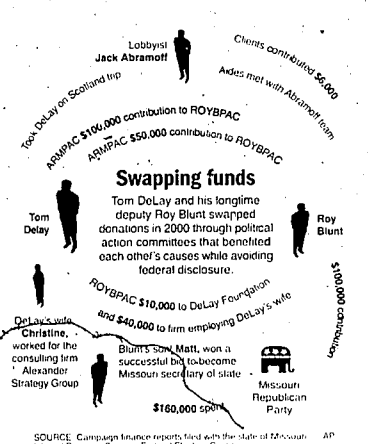 Lobbyist
Jack Abramoff
Clients contributed $6,000
Aides met with Abramoff team
Took DeLay on Scotland trip
ARMPAC $100,000 contribution to ROYBPAC
ARMPAC $50,000 contribution to ROYBPAC
Swapping funds
Tom DeLay and his longtime
deputy Roy Blunt swapped
donations in 2000 through political
action committees that benefited
each other's causes while avoiding
federal disclosure.
Tom
Delay
Roy
Blunt
ROYBPAC $10,000 to DeLay Foundation
and $40,000 to firm employing DeLay's wife
$100,000 contribution
DeLay's wife
Christine,
worked for the
consulting firm
Alexander
Strategy Group
Blunt's son, Matt, won a
successful bid to become
Missouri secretary of state
Missouri
Republican
Party
$160,000 spent
SOURCE Campaign finance reports filed with the state of Missouri AP